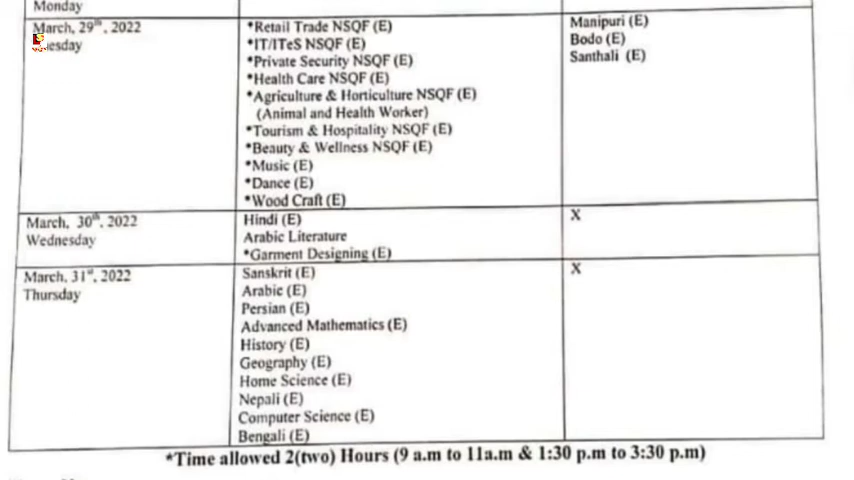 Monday
March, 29th, 2022
*Retail Trade NSQF (E)
*IT/ITeS NSQF (E)
*Private Security NSQF (E)
*Health Care NSQF (E)
*Agriculture & Horticulture NSQF (E)
(Animal and Health Worker)
*Tourism & Hospitality NSQF (E)
*Beauty & Wellness NSQF (E)
*Music (E)
*Dance (E)
*Wood Craft (E)
Manipuri (E)
Bodo (E)
Santhali (E)
March, 30th, 2022
Wednesday
Hindi (E)
Arabic Literature
*Garment Designing (E)
X
March, 31st, 2022
Thursday
Sanskrit (E)
Arabic (E)
Persian (E)
Advanced Mathematics (E)
History (E)
Geography (E)
Home Science (E)
Nepali (E)
Computer Science (E)
Bengali (E)
X
*Time allowed 2(two) Hours (9 a.m to 11a.m & 1:30 p.m to 3:30 p.m)